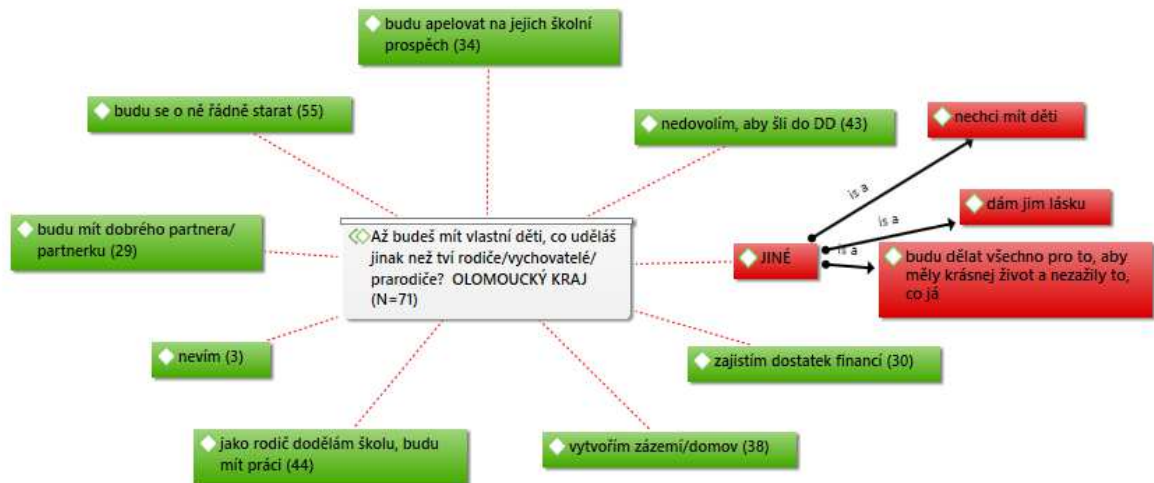 budu apelovat na jejich školní
prospěch (34)
budu se o ně řádně starat (55)
nedovolím, aby šli do DD (43)
nechci mít děti
is a
dám jim lásku
is a
budu mít dobrého partnera/
partnerku (29)
Až budeš mít vlastní děti, co uděláš
jinak než tví rodiče/vychovatelé/
prarodiče? OLOMOUCKÝ KRAJ
(N=71)
JINÉ
is a
budu dělat všechno pro to, aby
měly krásnej život a nezažily to,
co já
nevím (3)
zajistím dostatek financí (30)
jako rodič dodělám školu, budu
mít práci (44)
vytvořím zázemí/domov (38)